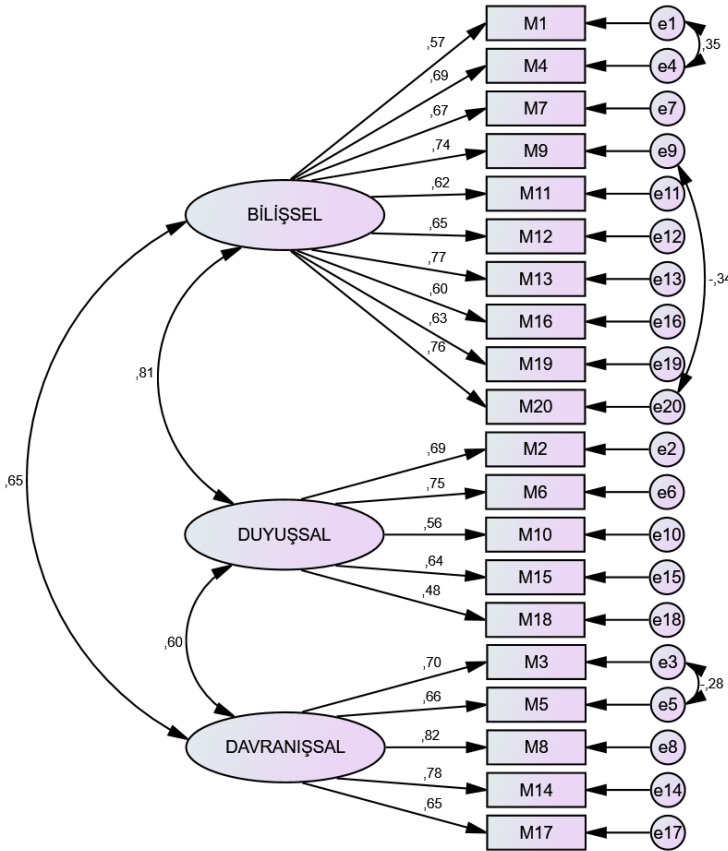 M1 e1
,57
,35
,69
M4 e4
,67
M7 e7
,74
M9 e9
,62
M11 e11
BİLİŞSEL
,65
M12 e12
,77
M13 e13
-,34
,60
M16 e16
,63
M19 e19
,76
M20 e20
,81
,69
M2 e2
,75
M6 e6
,65
DUYUŞSAL
,56
M10 e10
,64
M15 e15
,48
M18 e18
,60
,70
M3 e3
-,28
,66
M5 e5
DAVRANIŞSAL
,82
M8 e8
,78
M14 e14
,65
M17 e17